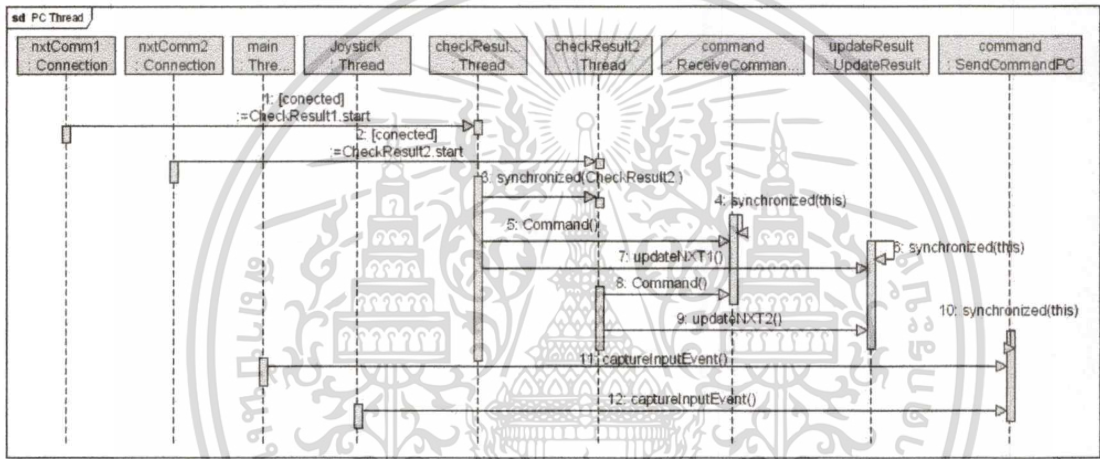 sd PC Thread
nxtComm1
: Connection
nxtComm2
: Connection
main
: Thre...
Joystick
: Thread
checkResul...
: Thread
checkResult2
: Thread
command
: ReceiveComman...
updateResult
: UpdateResult
command
: SendCommandPC
1: [conected]
:=CheckResult1.start
2: [conected]
:=CheckResult2.start
3: synchronized(CheckResult2 )
4: synchronized(this)
5: Command()
6: synchronized(this)
7: updateNXT1()
8: Command()
9: updateNXT2()
10: synchronized(this)
11: captureInputEvent()
12: captureInputEvent()